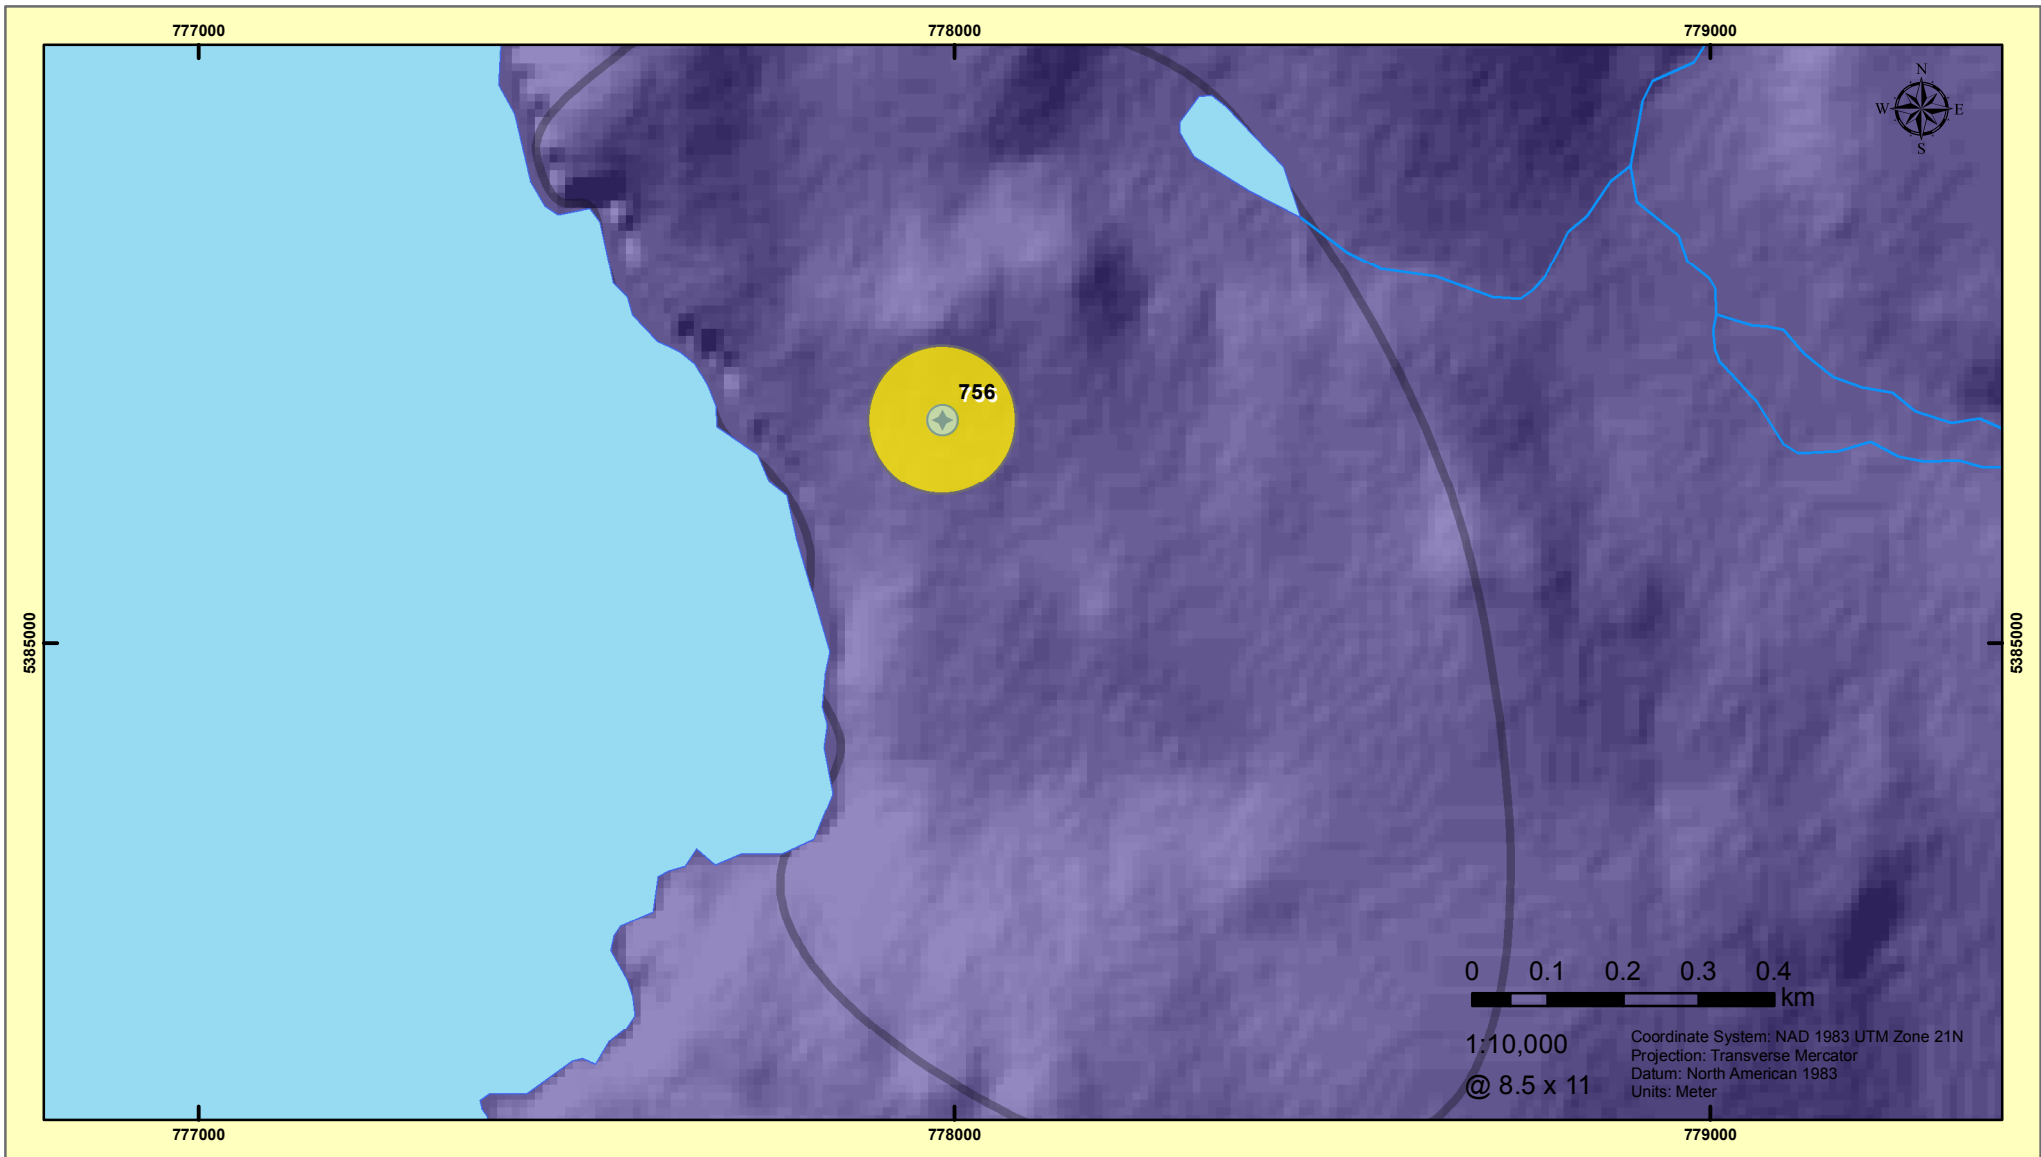 777000 778000 779000
N
W E
S
756
5385000 5385000
0 0.1 0.2 0.3 0.4
km
1:10,000
@ 8.5 x 11
Coordinate System: NAD 1983 UTM Zone 21N
Projection: Transverse Mercator
Datum: North American 1983
Units: Meter
777000 778000 779000